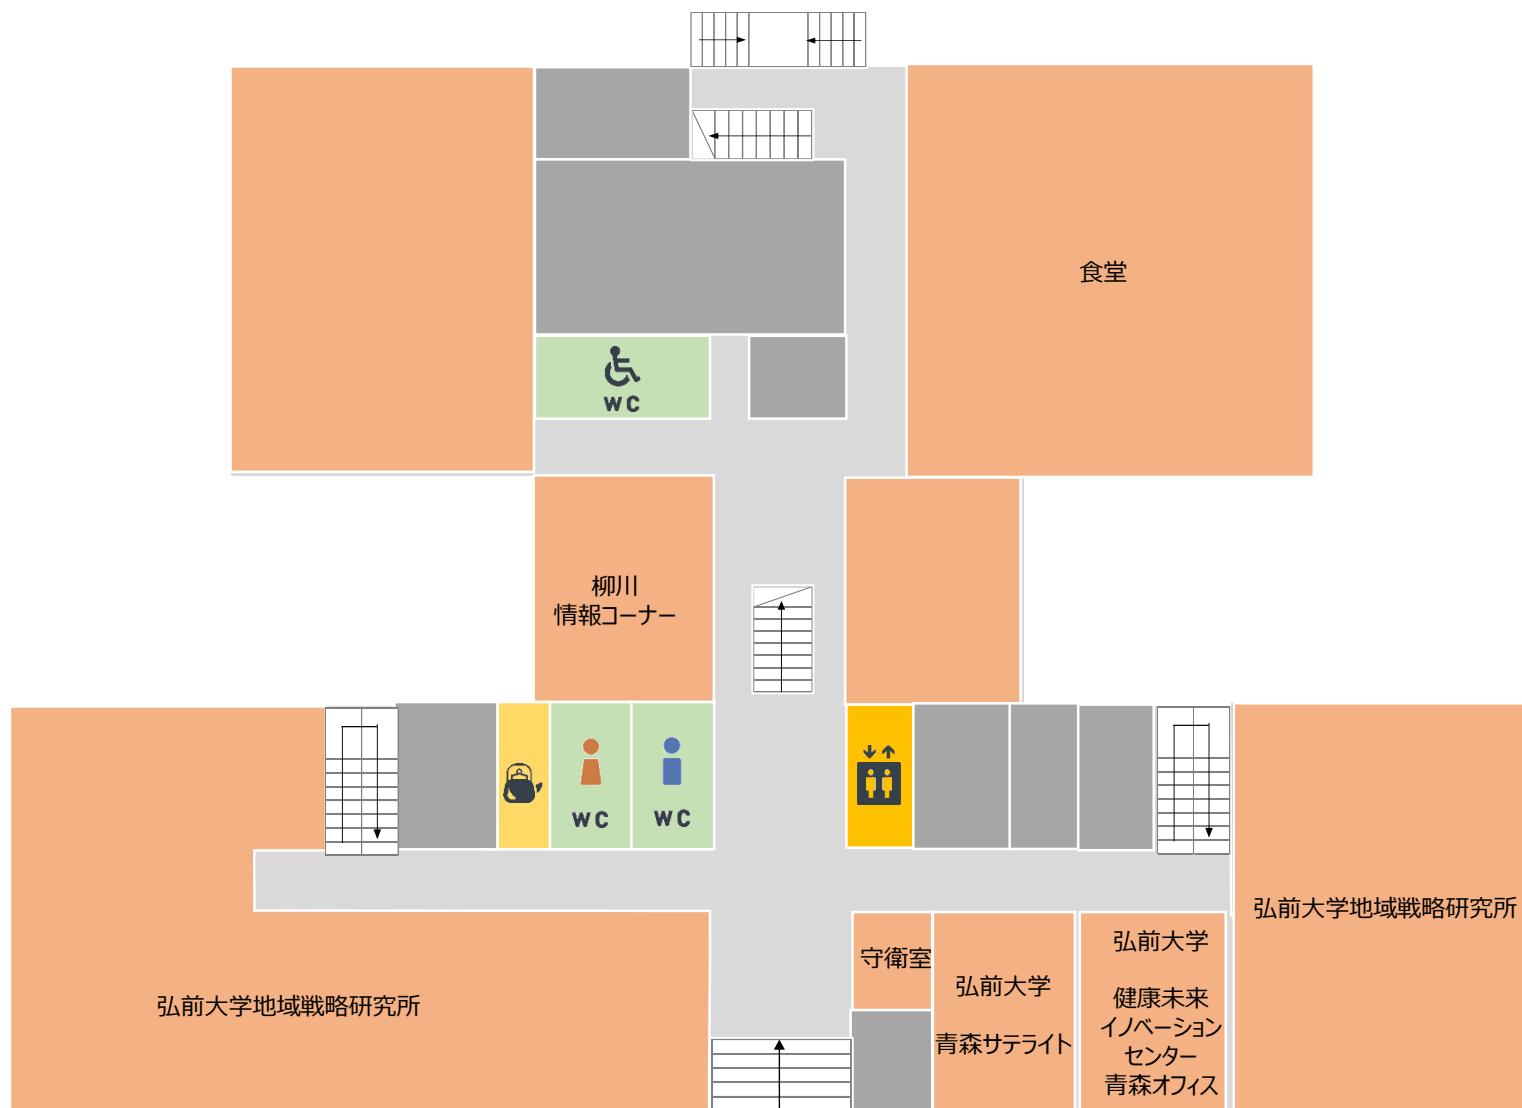 食堂
WC
柳川
情報コーナー
WC
WC
弘前大学地域戦略研究所
守衛室
弘前大学
青森サテライト
弘前大学
健康未来
イノベーション
センター
青森オフィス
弘前大学地域戦略研究所